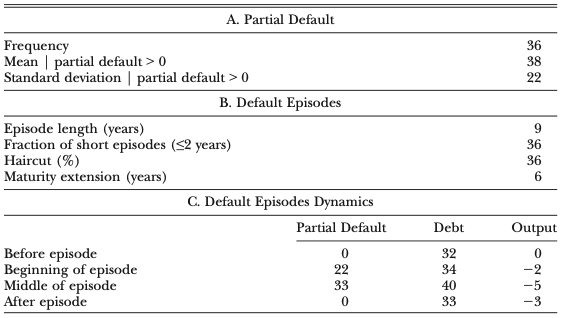 A. Partial Default
Frequency 36
Mean | partial default > 0 38
Standard deviation | partial default > 0 22
B. Default Episodes
Episode length (years) 9
Fraction of short episodes (≤2 years) 36
Haircut (%) 36
Maturity extension (years) 6
C. Default Episodes Dynamics
Partial Default Debt Output
Before episode 0 32 0
Beginning of episode 22 34 −2
Middle of episode 33 40 −5
After episode 0 33 −3